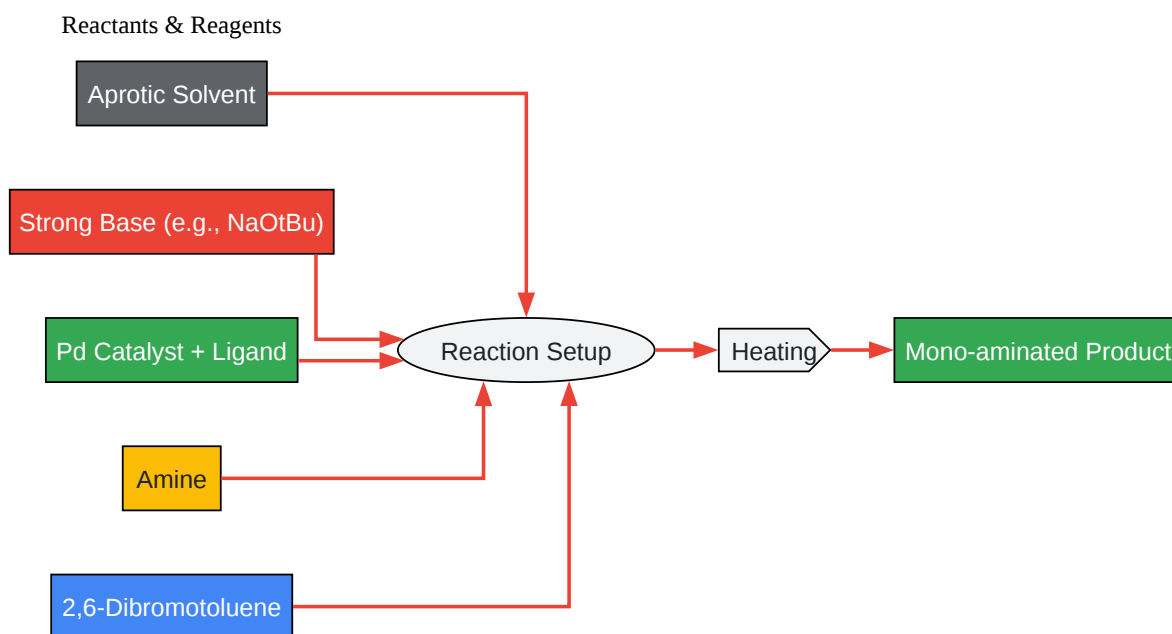 Reactants & Reagents
Aprotic Solvent
Strong Base (e.g., NaOtBu)
Pd Catalyst + Ligand
Reaction Setup
Heating
Mono-aminated Product
Amine
2,6-Dibromotoluene